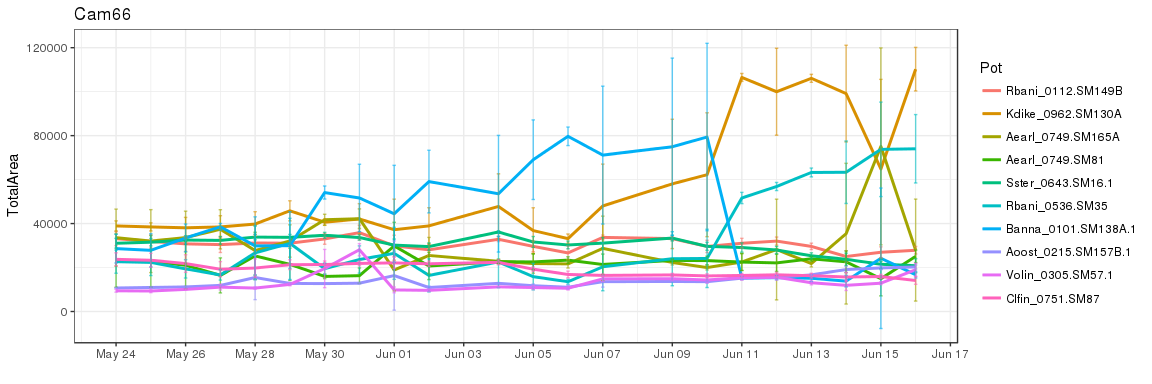 Cam66
TotalArea
120000
80000
40000
0
May 24 May 26 May 28 May 30 Jun 01 Jun 03 Jun 05 Jun 07 Jun 09 Jun 11 Jun 13 Jun 15 Jun 17
Pot
Rbani_0112.SM149B
Kdike_0962.SM130A
Aearl_0749.SM165A
Aearl_0749.SM81
Sster_0643.SM16.1
Rbani_0536.SM35
Banna_0101.SM138A.1
Aoost_0215.SM157B.1
Volin_0305.SM57.1
Clfin_0751.SM87